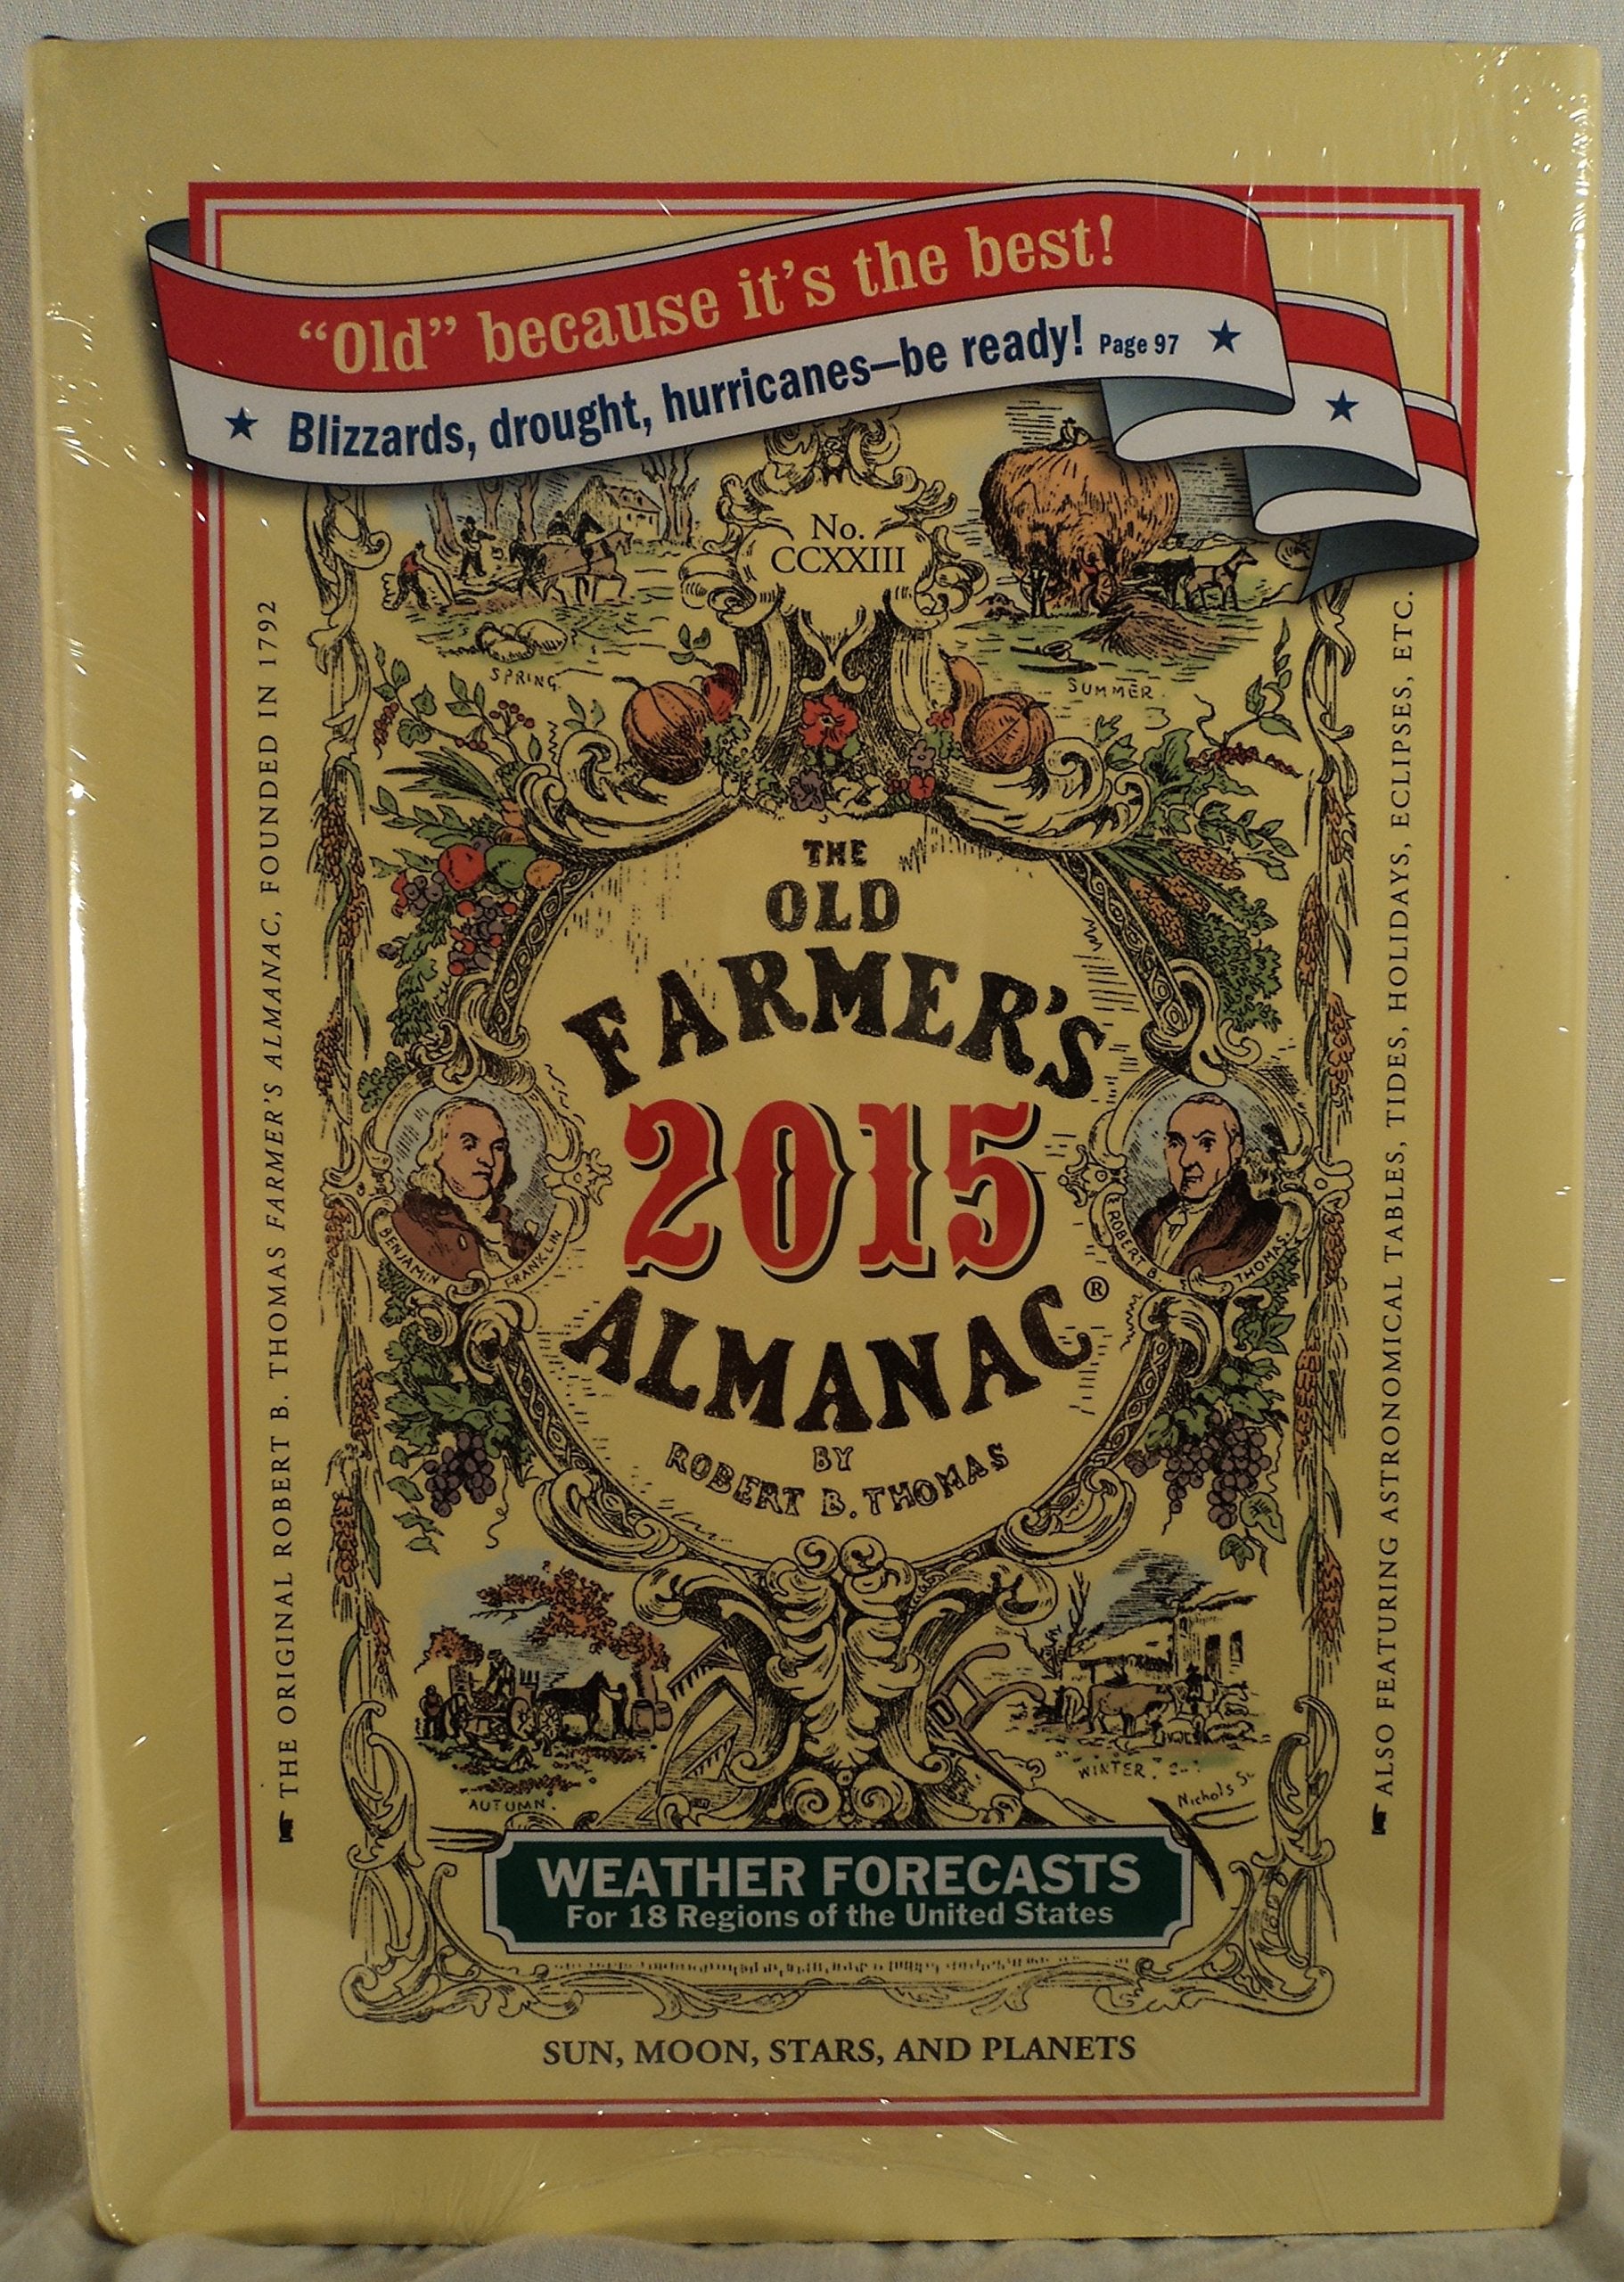 “Old” because it’s the best!
Blizzards, drought, hurricanes—be ready! Page 97
No.
CCXXIII
SPRING.
SUMMER.
THE ORIGINAL ROBERT B. THOMAS FARMER'S ALMANAC, FOUNDED IN 1792
ALSO FEATURING ASTRONOMICAL TABLES, TIDES, HOLIDAYS, ECLIPSES, ETC.
THE
OLD
FARMER'S
2015
ALMANAC®
BENJAMIN FRANKLIN
ROBERT B. THOMAS.
BY
ROBERT B. THOMAS
AUTUMN.
WINTER.
Nichols
WEATHER FORECASTS
For 18 Regions of the United States
SUN, MOON, STARS, AND PLANETS